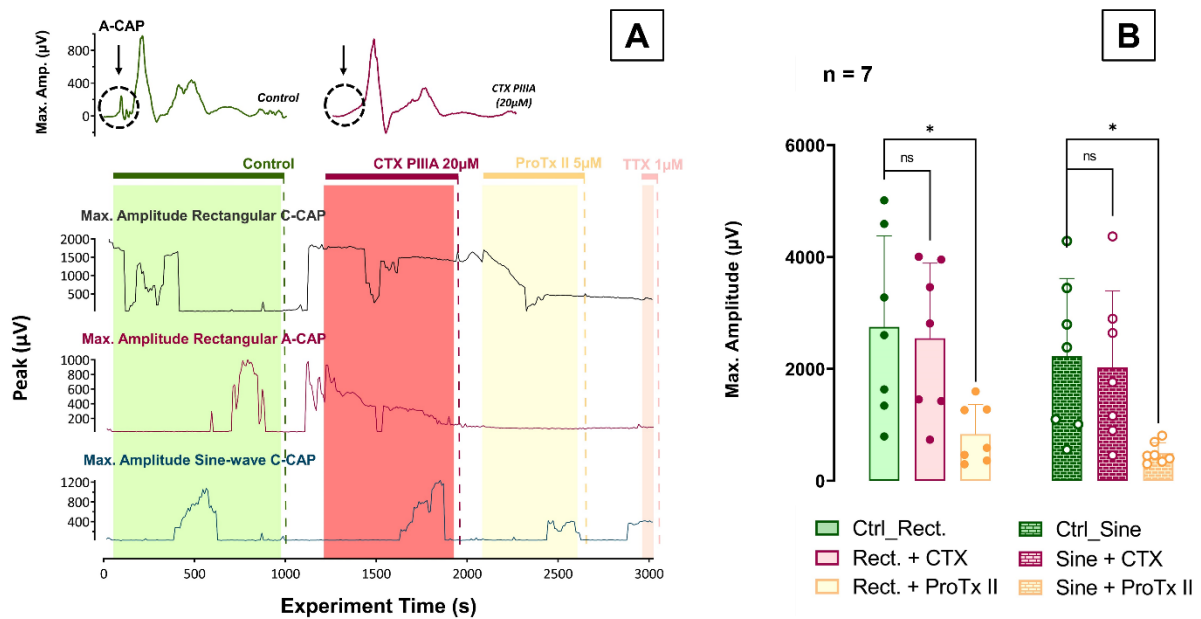 A-CAP
A
Max. Amp. (µV)
800
400
0
Control
CTX PIIIA
(20µM)
Control
CTX PIIIA 20µM
ProTx II 5µM
TTX 1µM
Peak (µV)
Max. Amplitude Rectangular C-CAP
2000
1500
1000
500
Max. Amplitude Rectangular A-CAP
1000
800
600
400
200
Max. Amplitude Sine-wave C-CAP
1200
800
400
0
500
1000
1500
2000
2500
3000
Experiment Time (s)
B
n = 7
*
ns
*
ns
Max. Amplitude (µV)
6000
4000
2000
0
Ctrl_Rect.
Rect. + CTX
Rect. + ProTx II
Ctrl_Sine
Sine + CTX
Sine + ProTx II